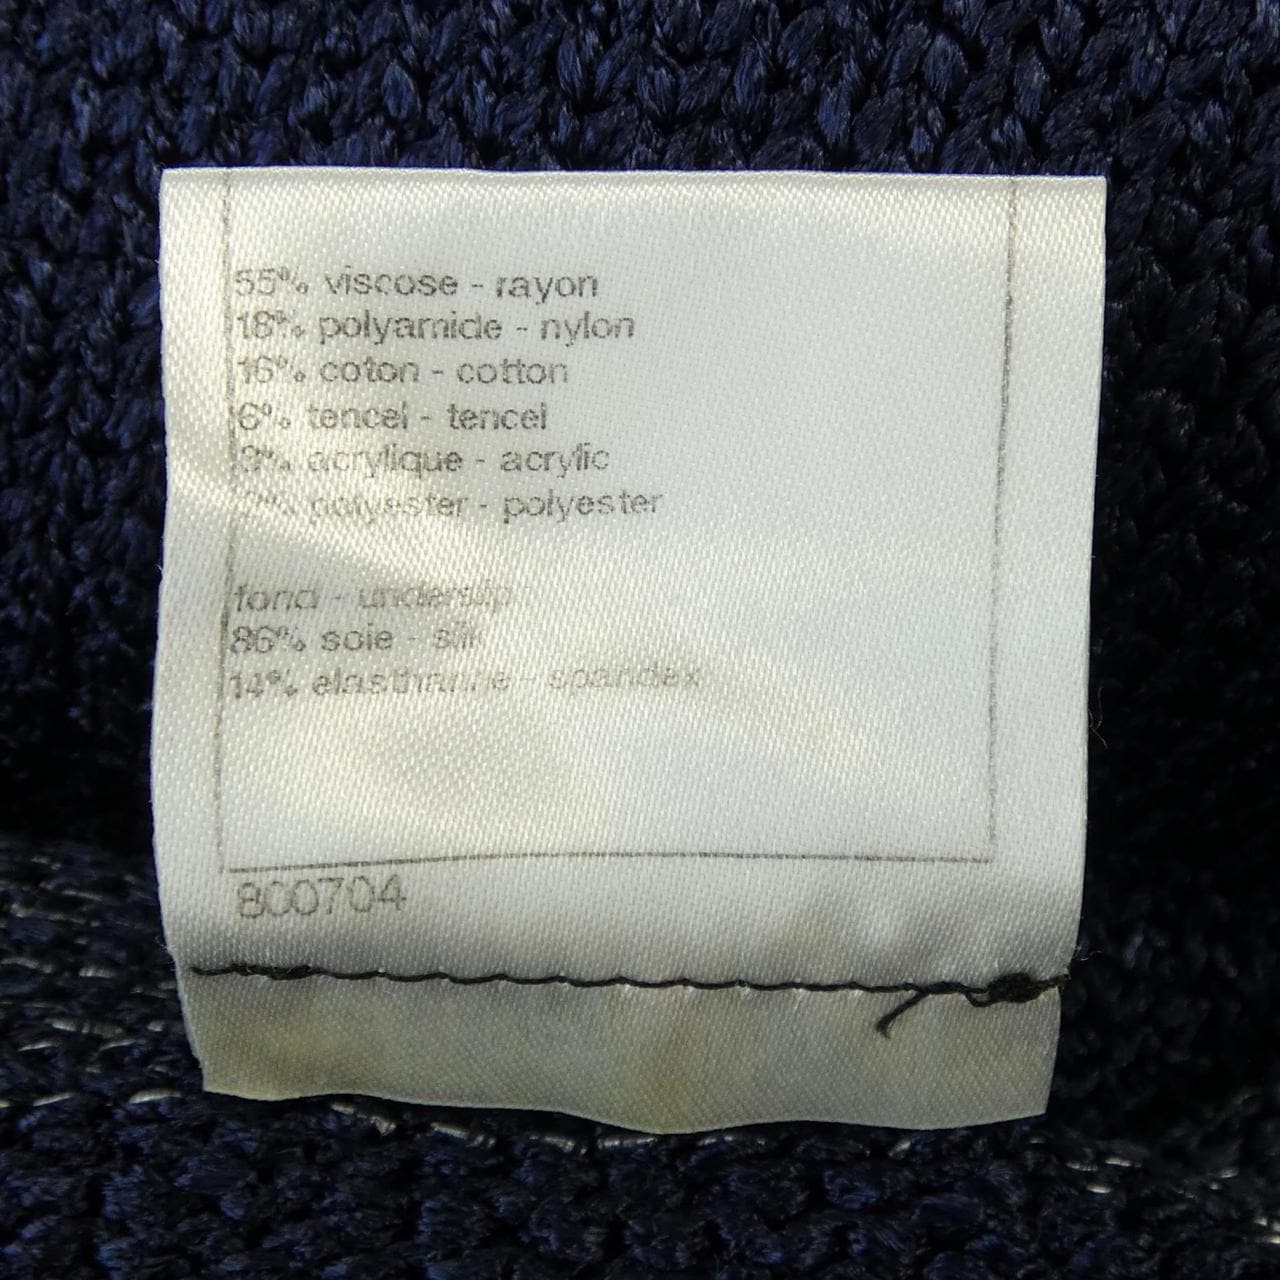 55% viscose - rayon
18% polyamide - nylon
16% coton - cotton
6% tencel - tencel
3% acrylique - acrylic
polyester - polyester
fond - underslip
86% soie - silk
14% elasthanne - spandex
800704